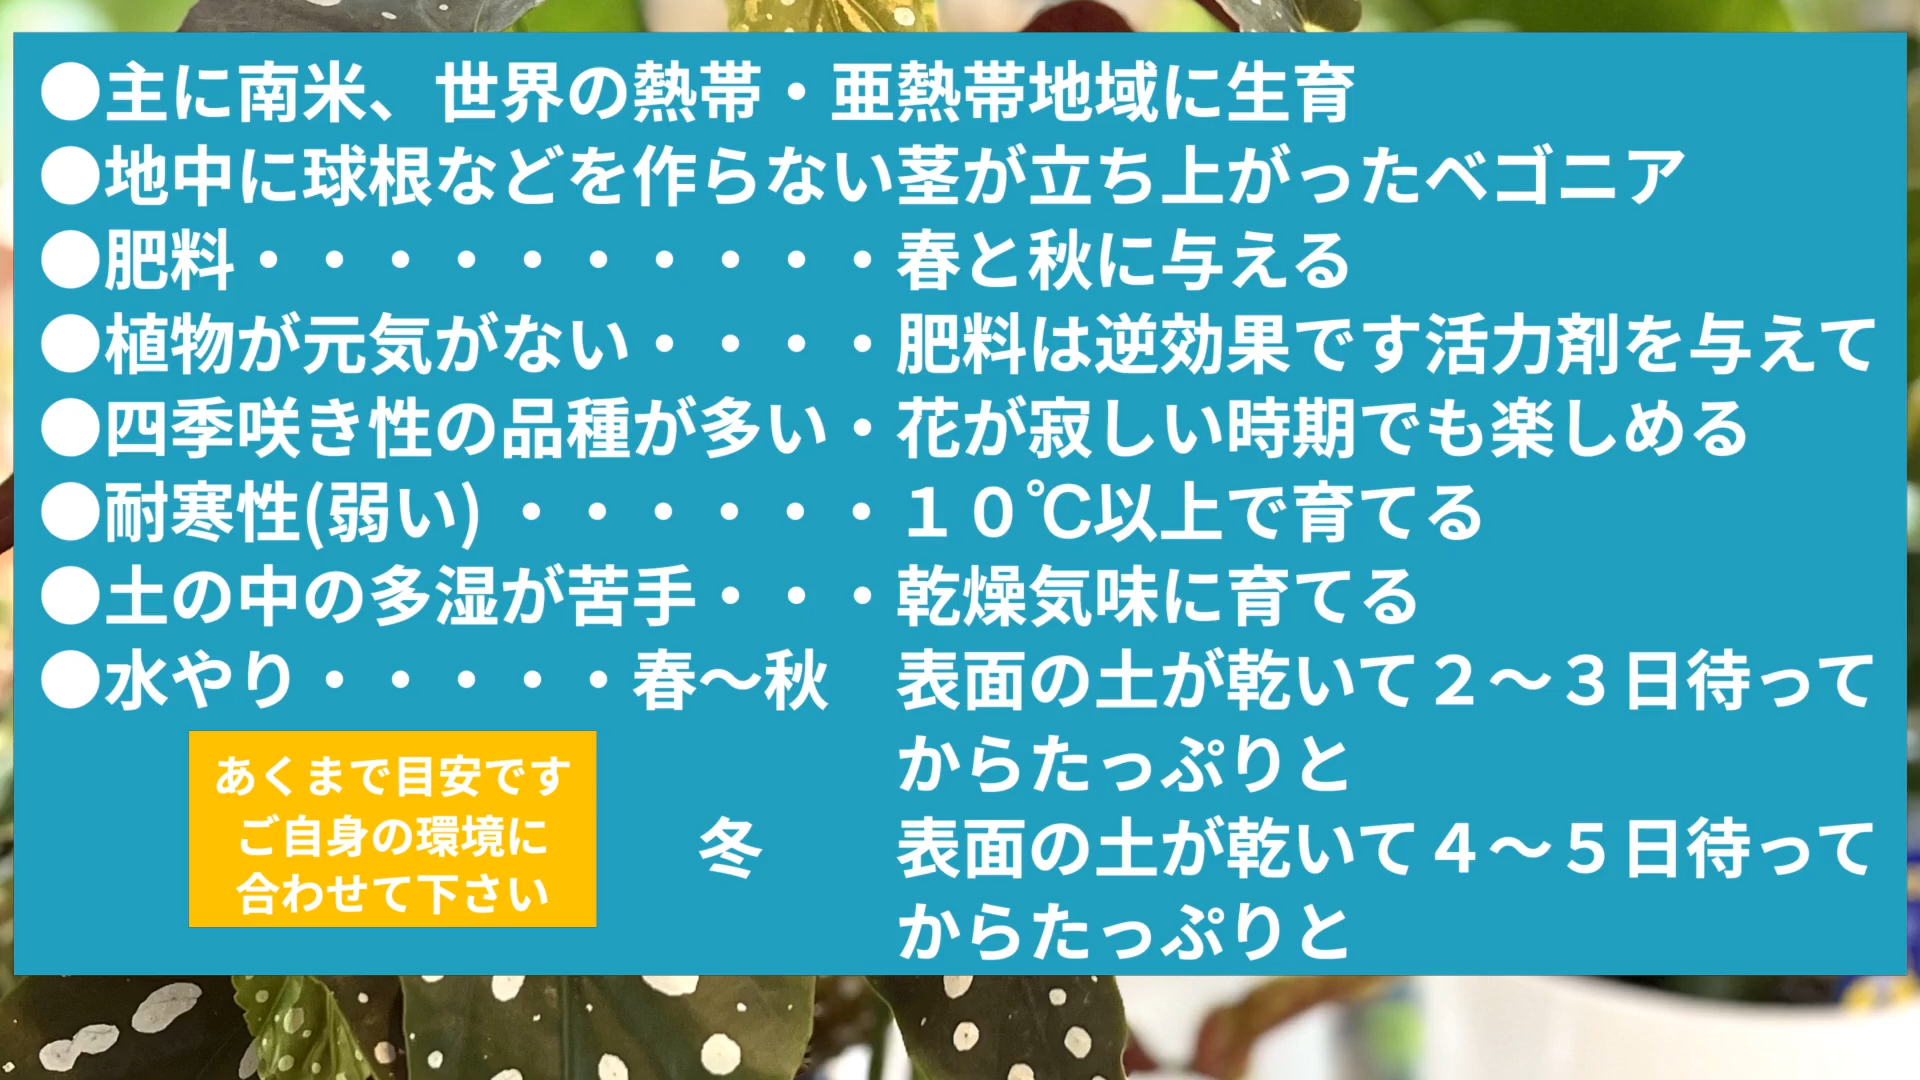 ●主に南米、世界の熱帯・亜熱帯地域に生育
●地中に球根などを作らない茎が立ち上がったベゴニア
●肥料・・・・・・・・・・春と秋に与える
●植物が元気がない・・・・肥料は逆効果です活力剤を与えて
●四季咲き性の品種が多い・花が寂しい時期でも楽しめる
●耐寒性(弱い) ・・・・・・１０℃以上で育てる
●土の中の多湿が苦手・・・乾燥気味に育てる
●水やり・・・・・春～秋　表面の土が乾いて２～３日待って
からたっぷりと
冬　　表面の土が乾いて４～５日待って
からたっぷりと
あくまで目安です
ご自身の環境に
合わせて下さい